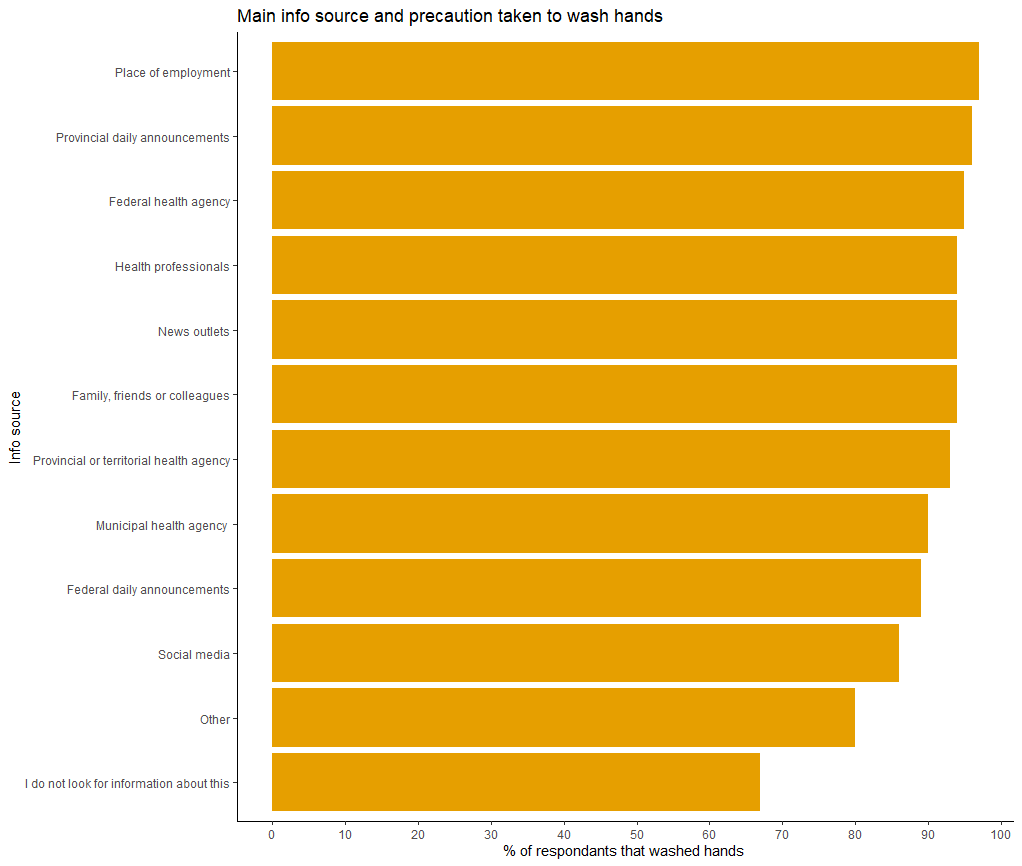 Main info source and precaution taken to wash hands
Info source
Place of employment
Provincial daily announcements
Federal health agency
Health professionals
News outlets
Family, friends or colleagues
Provincial or territorial health agency
Municipal health agency
Federal daily announcements
Social media
Other
I do not look for information about this
0 10 20 30 40 50 60 70 80 90 100
% of respondants that washed hands